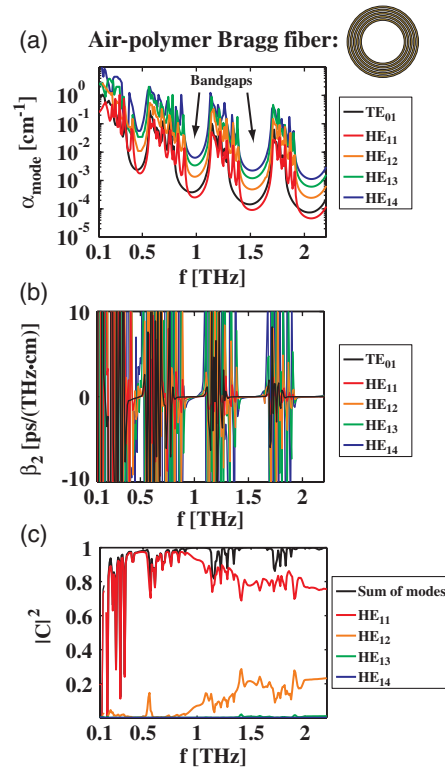 (a) Air-polymer Bragg fiber:
Bandgaps
α_mode [cm⁻¹]
10⁰
10⁻¹
10⁻²
10⁻³
10⁻⁴
10⁻⁵
0.1 0.5 1 1.5 2
f [THz]
TE₀₁
HE₁₁
HE₁₂
HE₁₃
HE₁₄
(b)
β₂ [ps/(THz•cm)]
10
0
-10
0.1 0.5 1 1.5 2
f [THz]
TE₀₁
HE₁₁
HE₁₂
HE₁₃
HE₁₄
(c)
|C|²
1
0.8
0.6
0.4
0.2
0.1 0.5 1 1.5 2
f [THz]
Sum of modes
HE₁₁
HE₁₂
HE₁₃
HE₁₄